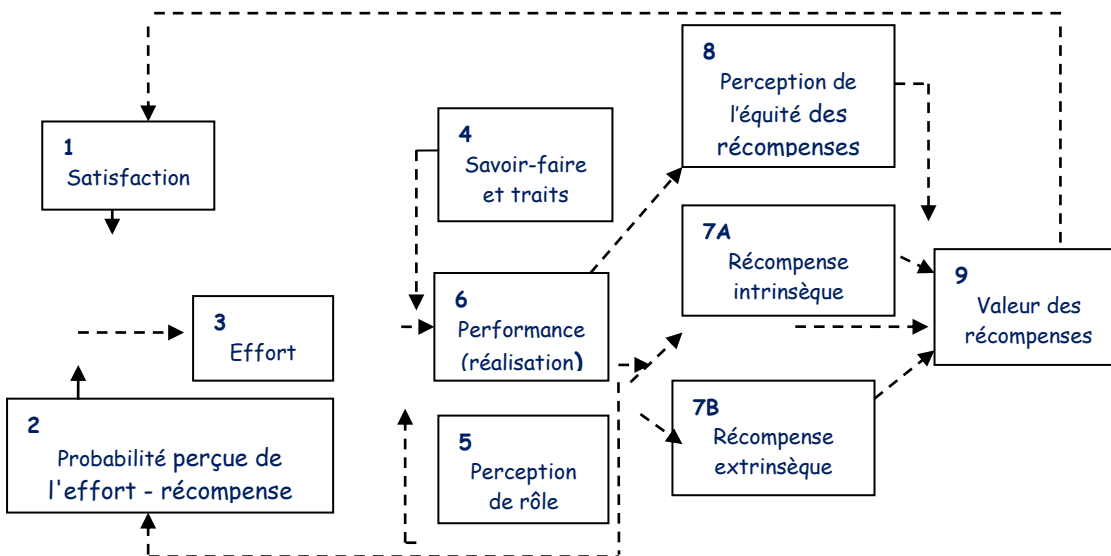 1
Satisfaction
2
Probabilité perçue de
l'effort - récompense
3
Effort
4
Savoir-faire
et traits
5
Perception
de rôle
6
Performance
(réalisation)
7A
Récompense
intrinsèque
7B
Récompense
extrinsèque
8
Perception de
l'équité des
récompenses
9
Valeur des
récompenses